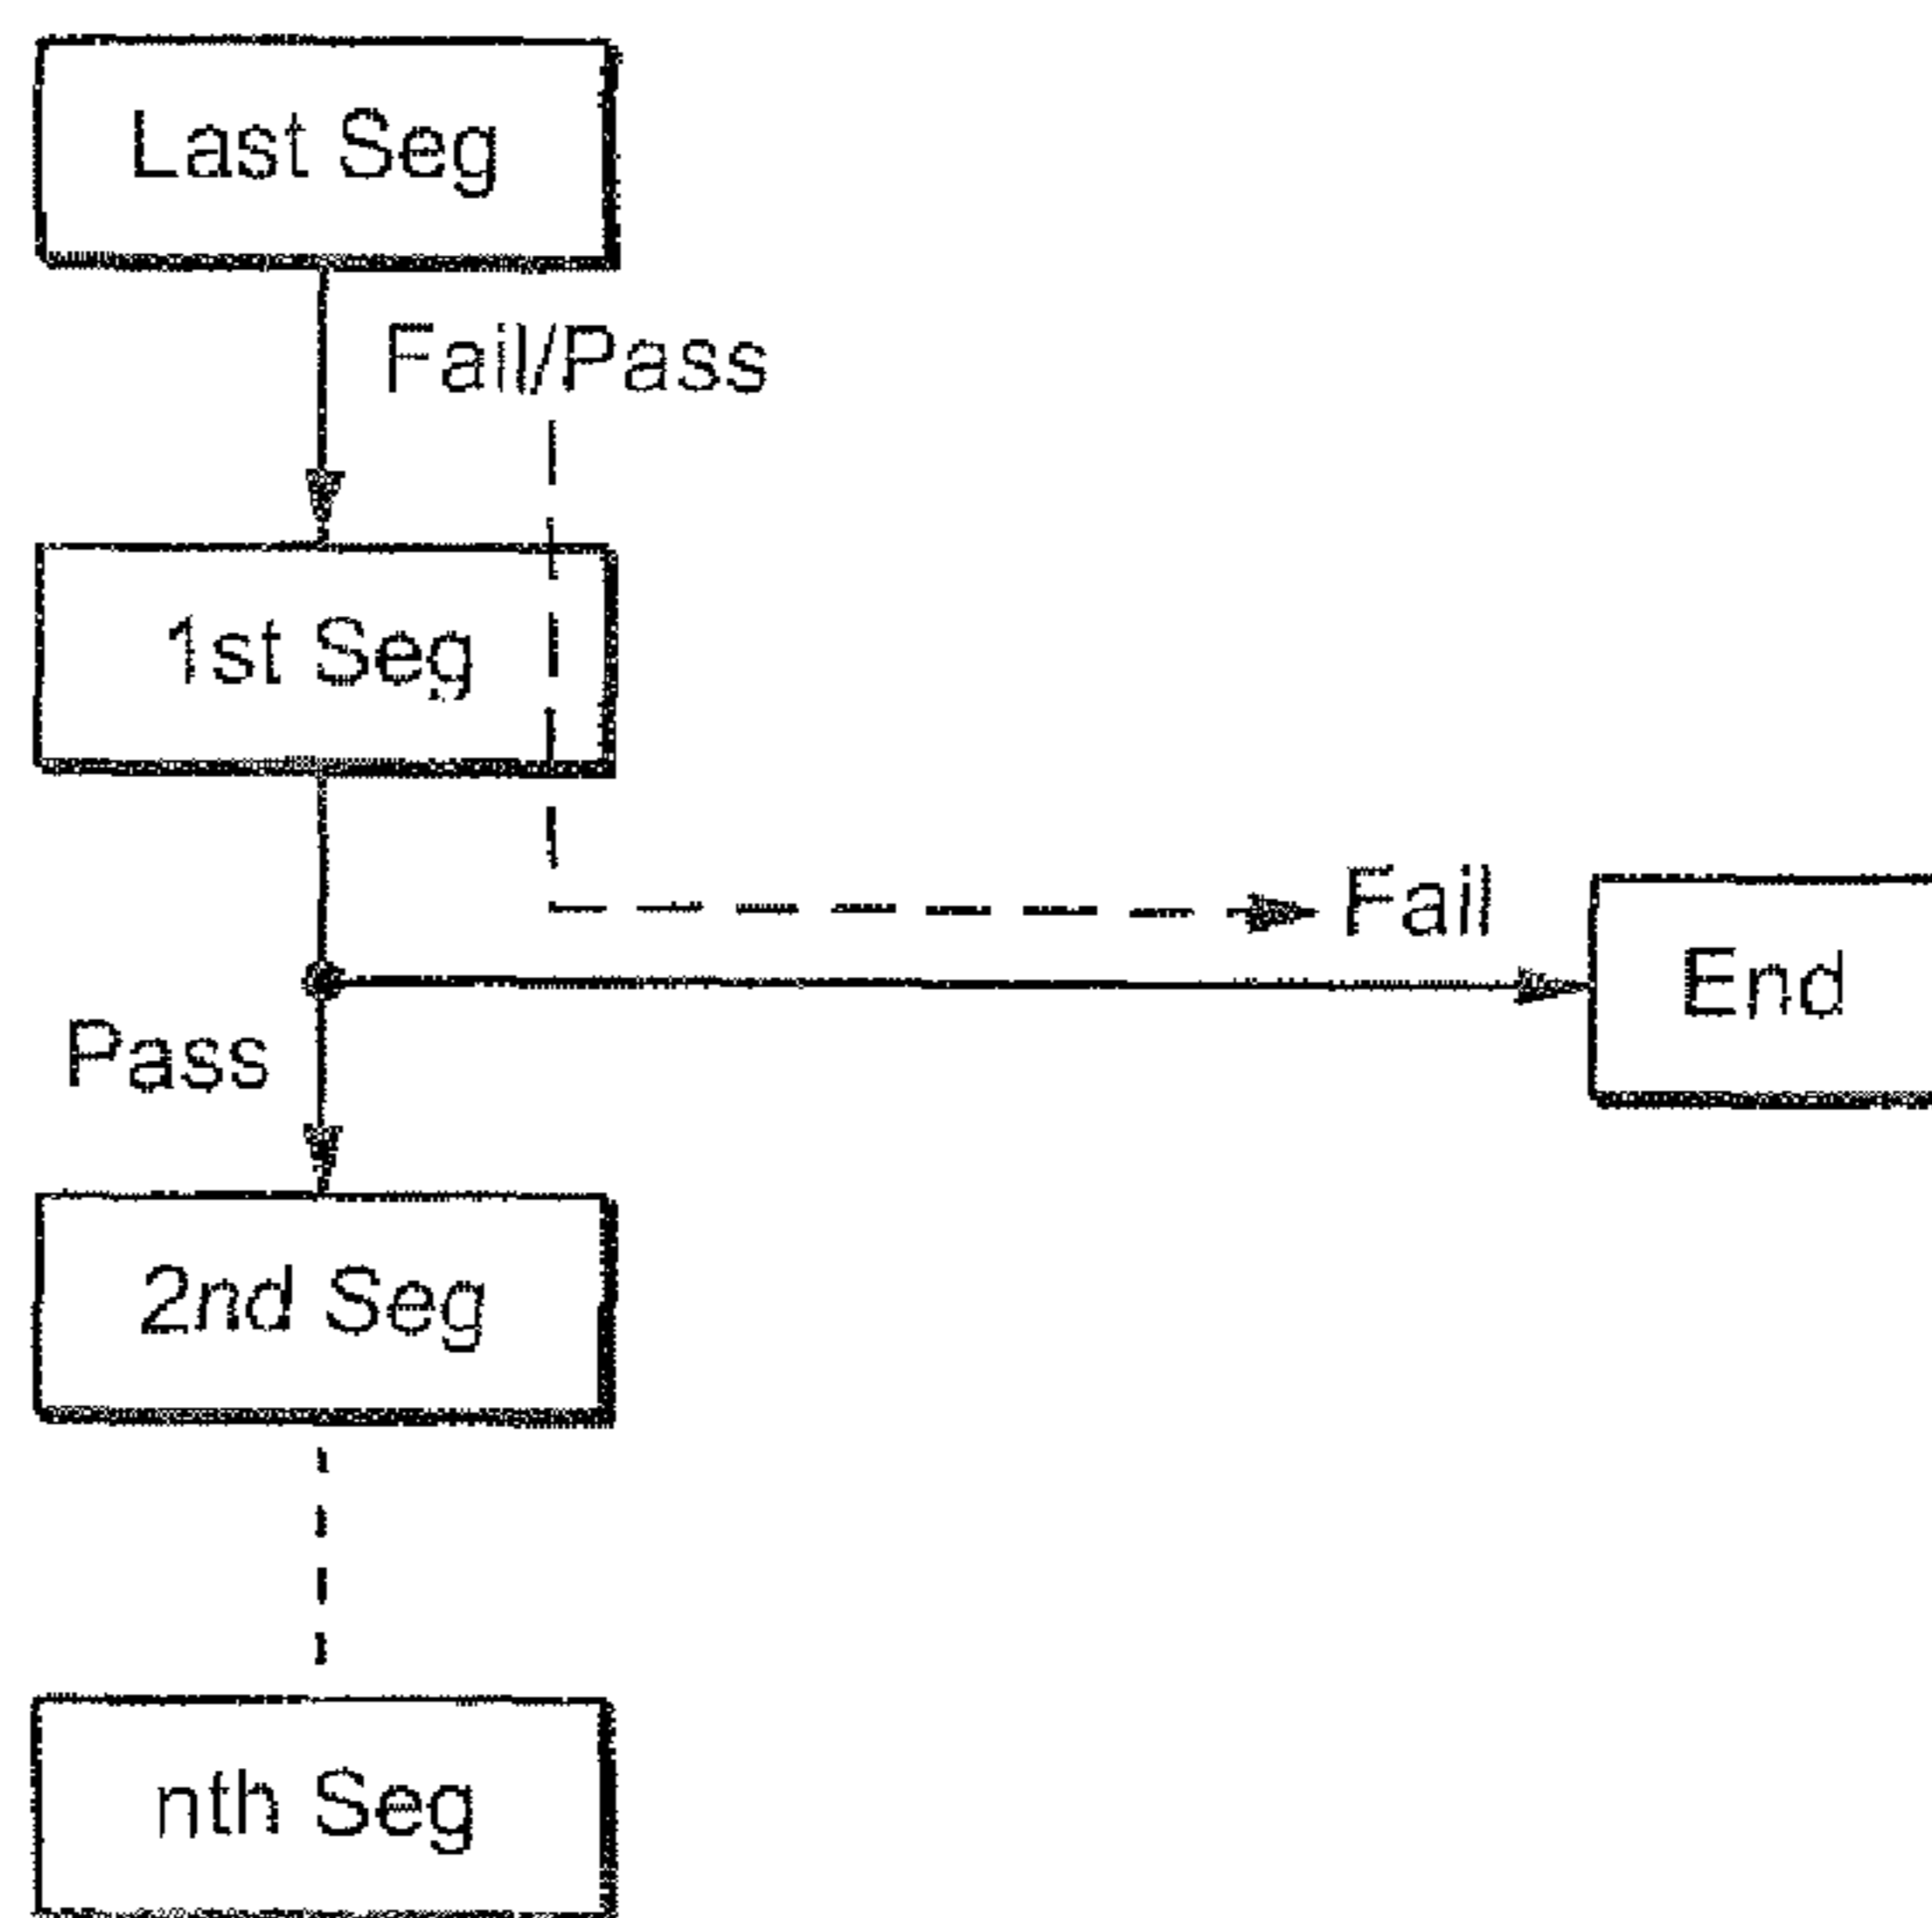 Last Seg
Fail/Pass
1st Seg
Fail
End
Pass
2nd Seg
nth Seg